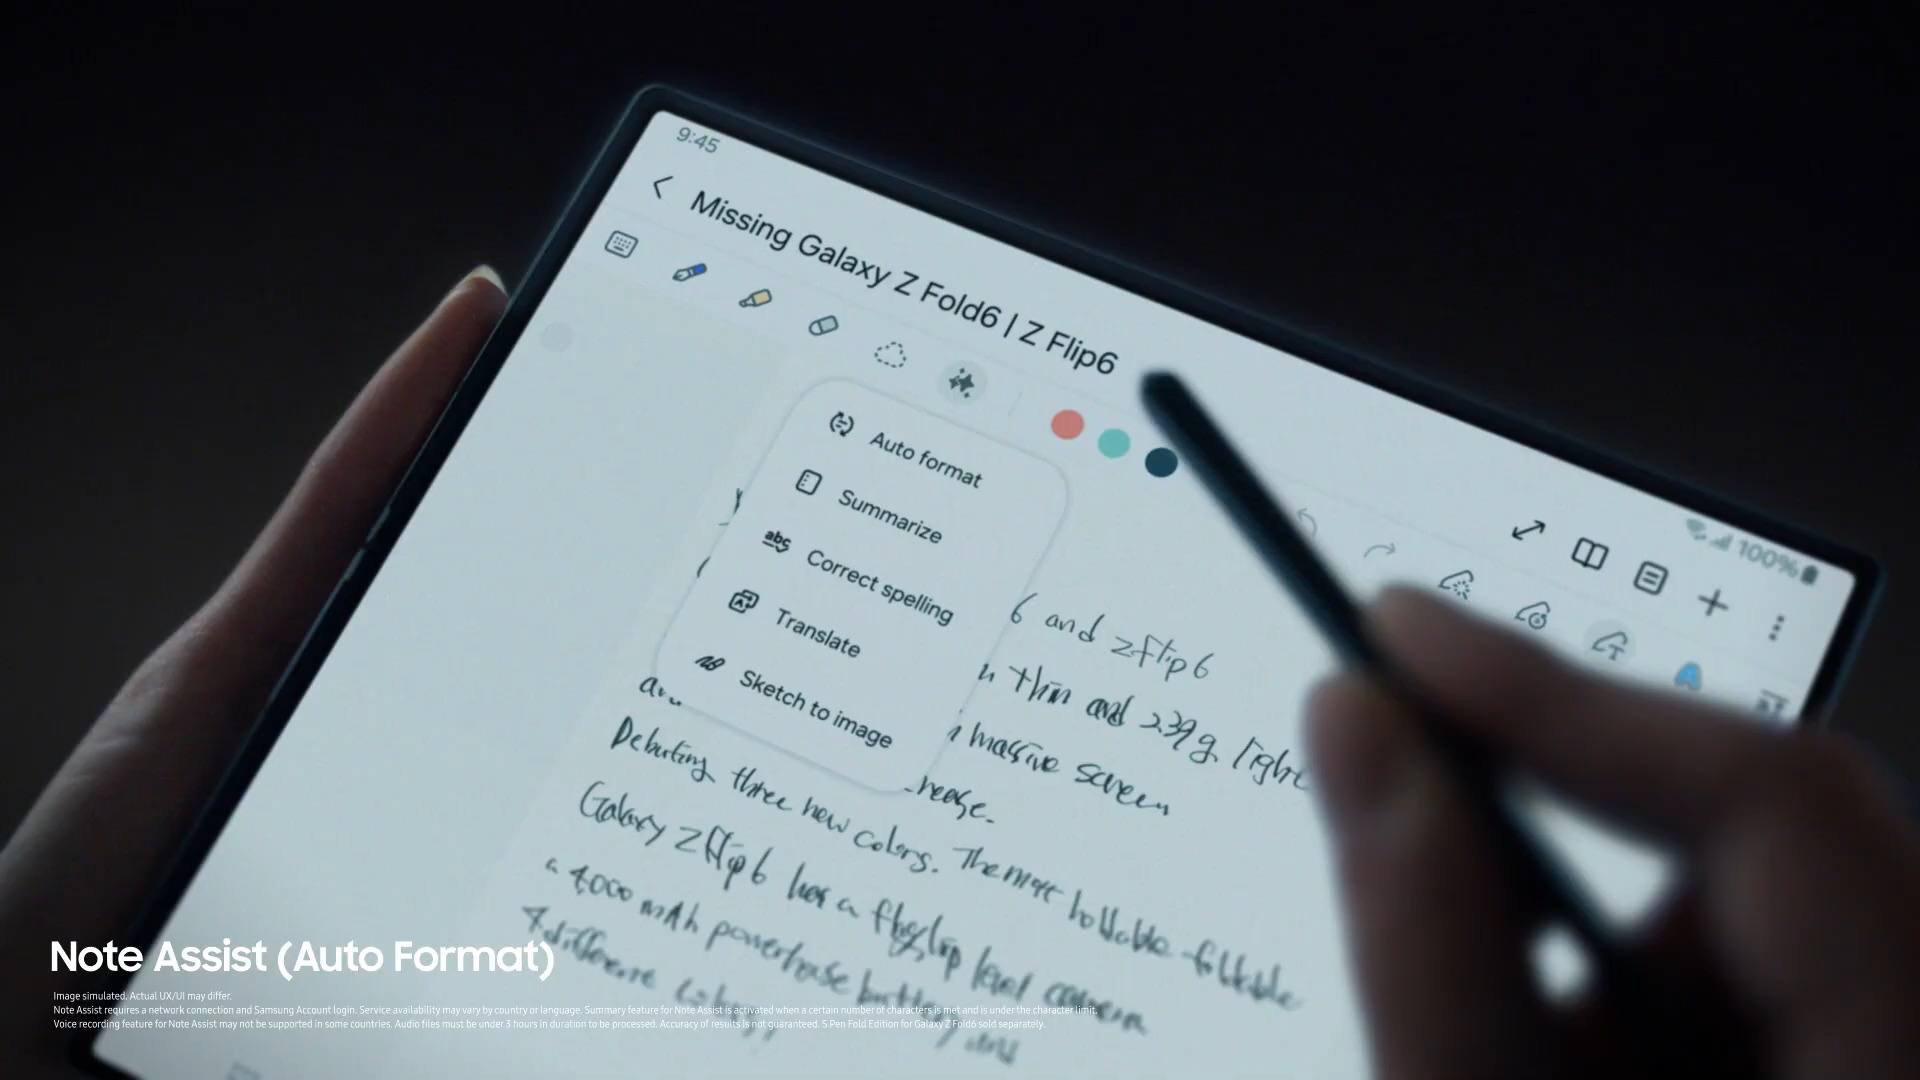 9:45
100%
Missing Galaxy Z Fold6 | Z Flip6
Auto format
Summarize
abc Correct spelling
Translate
Sketch to image
6 and zflip6
thin and 239g light
massive screen
Debuting three new colors. The most holdable foldable
Galaxy Zflip6 has a flagship level camera
a 4,000 mAh powerhouse battery and
4 different colors
Note Assist (Auto Format)
Image simulated. Actual UX/UI may differ.
Note Assist requires a network connection and Samsung Account login. Service availability may vary by country or language. Summary feature for Note Assist is activated when a certain number of characters is met and is under the character limit.
Voice recording feature for Note Assist may not be supported in some countries. Audio files must be under 3 hours in duration to be processed. Accuracy of results is not guaranteed. S Pen Fold Edition for Galaxy Z Fold6 sold separately.